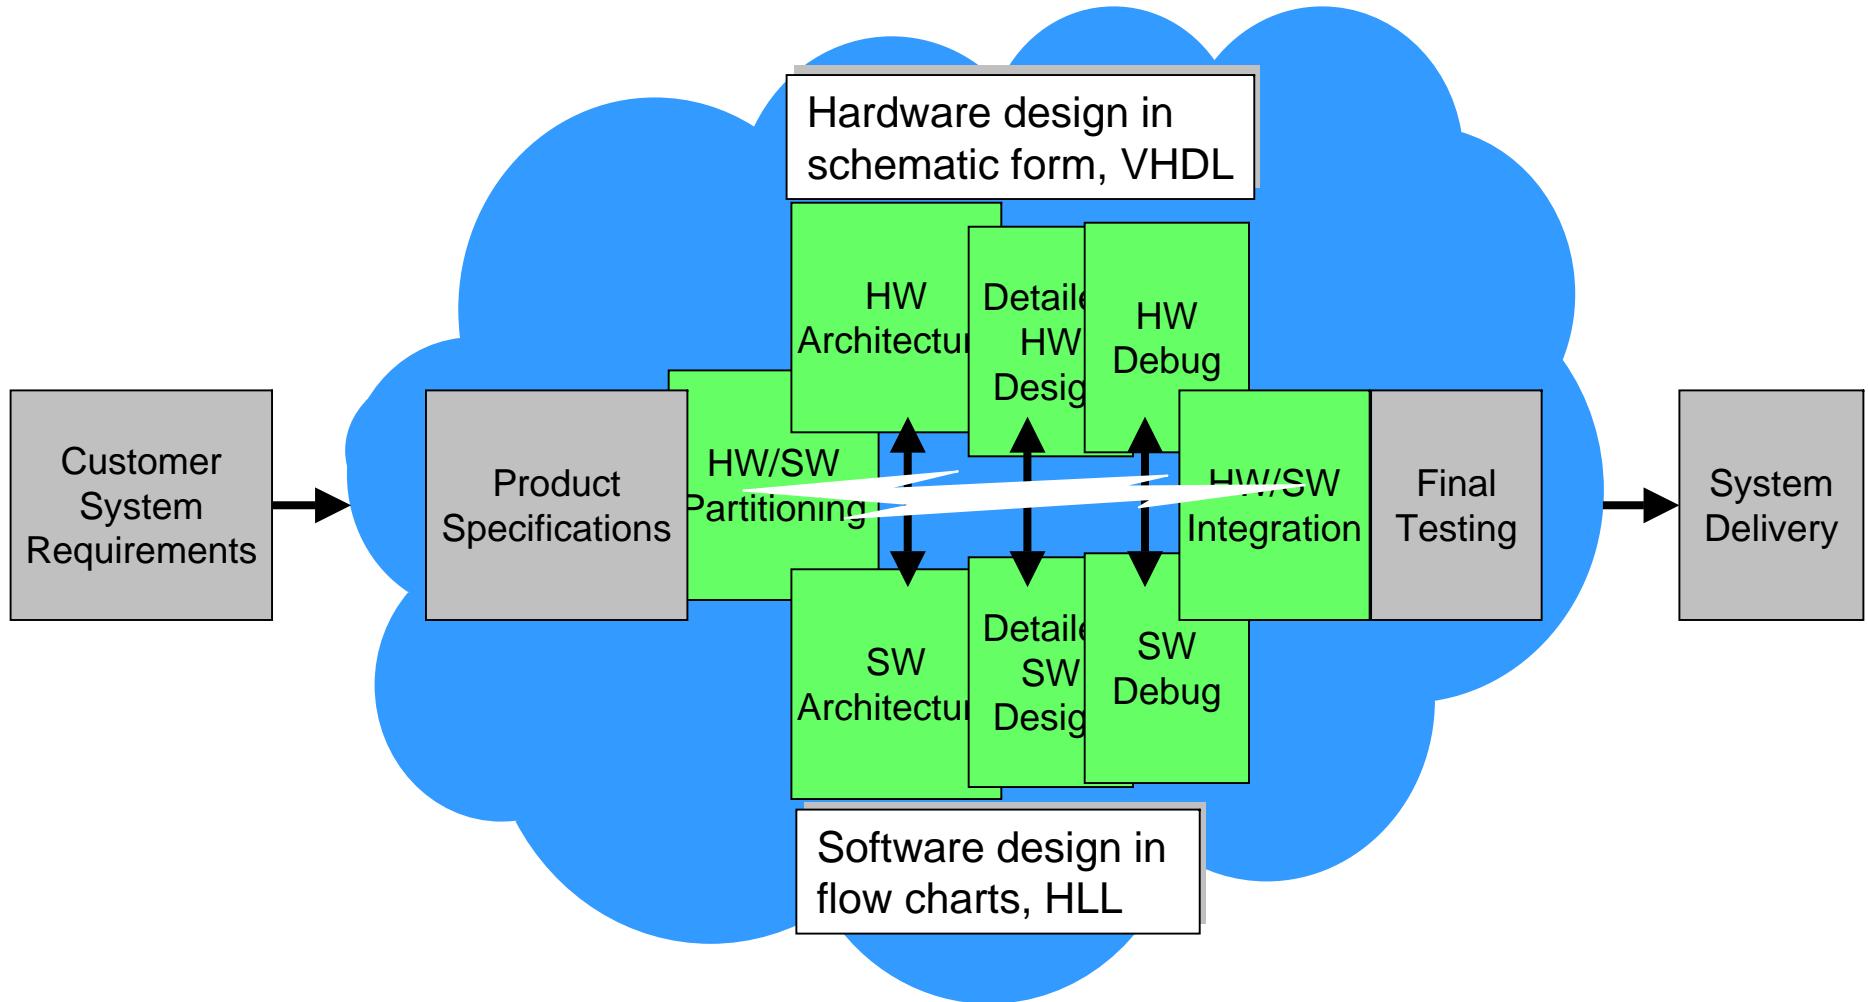 Hardware design in
schematic form, VHDL
HW
Architectur
Detaile
HW
Desig
HW
Debug
Customer
System
Requirements
Product
Specifications
HW/SW
Partitioning
HW/SW
Integration
Final
Testing
System
Delivery
SW
Architectur
Detaile
SW
Desig
SW
Debug
Software design in
flow charts, HLL